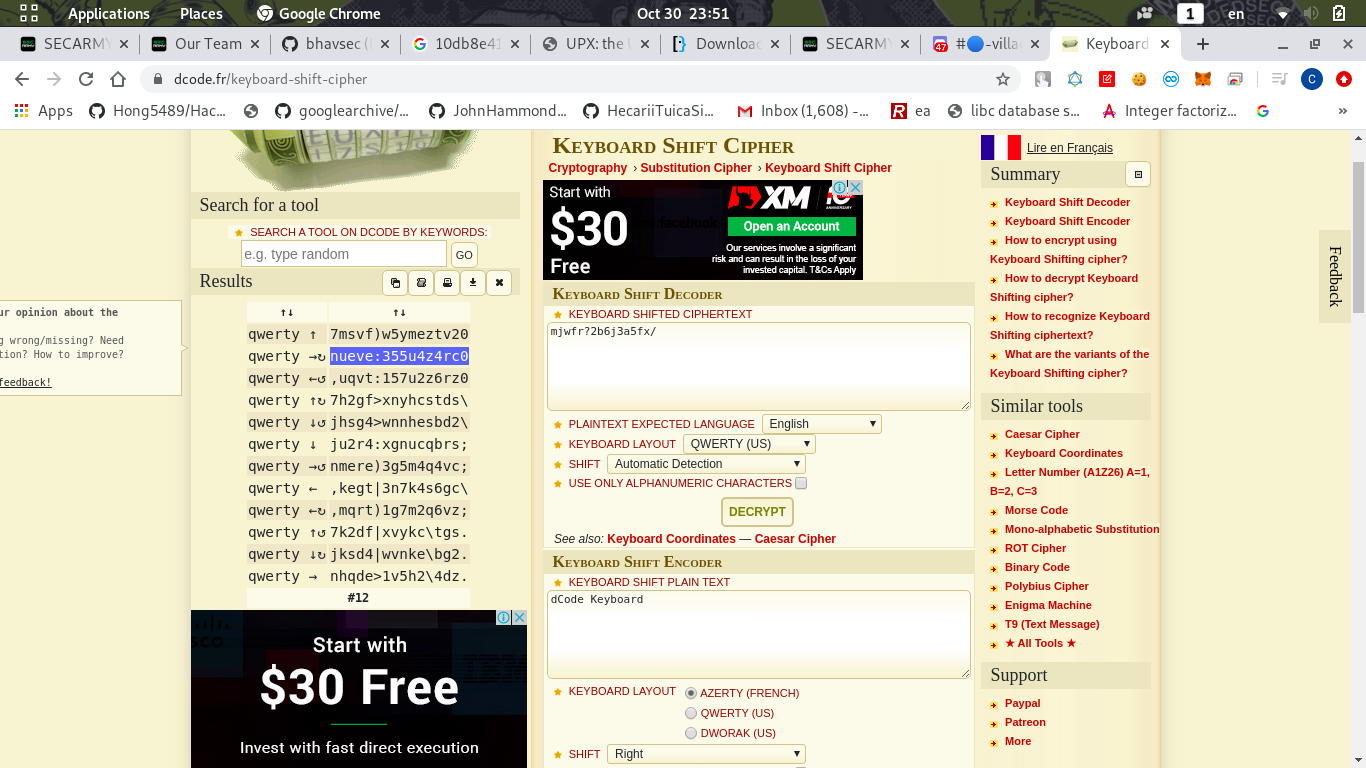 Applications Places Google Chrome Oct 30 23:51 1 en
SECARMY Our Team bhavsec ( 10db8e41 UPX: the Downloa SECARMY 47 #🔵-villa Keyboard
dcode.fr/keyboard-shift-cipher
Apps Hong5489/Hac... googlearchive/... JohnHammond... HecariiTuicaSi... Inbox (1,608) -... ea libc database s... Integer factoriz... »
ur opinion about the
g wrong/missing? Need
tion? How to improve?
feedback!
Search for a tool
SEARCH A TOOL ON DCODE BY KEYWORDS:
e.g. type random GO
Results
↑↓ ↑↓
qwerty ↑ 7msvf)w5ymeztv20
qwerty →↻ nueve:355u4z4rc0
qwerty ←↺ ,uqvt:157u2z6rz0
qwerty ↑↻ 7h2gf>xnyhcstds\
qwerty ↓↺ jhsg4>wnnhesbd2\
qwerty ↓ ju2r4:xgnucqbrs;
qwerty →↺ nmere)3g5m4q4vc;
qwerty ← ,kegt|3n7k4s6gc\
qwerty ←↻ ,mqrt)1g7m2q6vz;
qwerty ↑↺ 7k2df|xvykc\tgs.
qwerty ↓↻ jksd4|wvnke\bg2.
qwerty → nhqde>1v5h2\4dz.
#12
Start with
$30 Free
Invest with fast direct execution
Keyboard Shift Cipher
Cryptography › Substitution Cipher › Keyboard Shift Cipher
Start with
$30
Free
XM 10
ANNIVERSARY
Open an Account
Our services involve a significant
risk and can result in the loss of your
invested capital. T&Cs Apply
Keyboard Shift Decoder
KEYBOARD SHIFTED CIPHERTEXT
mjwfr?2b6j3a5fx/
PLAINTEXT EXPECTED LANGUAGE English
KEYBOARD LAYOUT QWERTY (US)
SHIFT Automatic Detection
USE ONLY ALPHANUMERIC CHARACTERS
DECRYPT
See also: Keyboard Coordinates — Caesar Cipher
Keyboard Shift Encoder
KEYBOARD SHIFT PLAIN TEXT
dCode Keyboard
KEYBOARD LAYOUT AZERTY (FRENCH)
QWERTY (US)
DWORAK (US)
SHIFT Right
Lire en Français
Summary
Keyboard Shift Decoder
Keyboard Shift Encoder
How to encrypt using
Keyboard Shifting cipher?
How to decrypt Keyboard
Shifting cipher?
How to recognize Keyboard
Shifting ciphertext?
What are the variants of the
Keyboard Shifting cipher?
Similar tools
Caesar Cipher
Keyboard Coordinates
Letter Number (A1Z26) A=1,
B=2, C=3
Morse Code
Mono-alphabetic Substitution
ROT Cipher
Binary Code
Polybius Cipher
Enigma Machine
T9 (Text Message)
★ All Tools ★
Support
Paypal
Patreon
More
Feedback